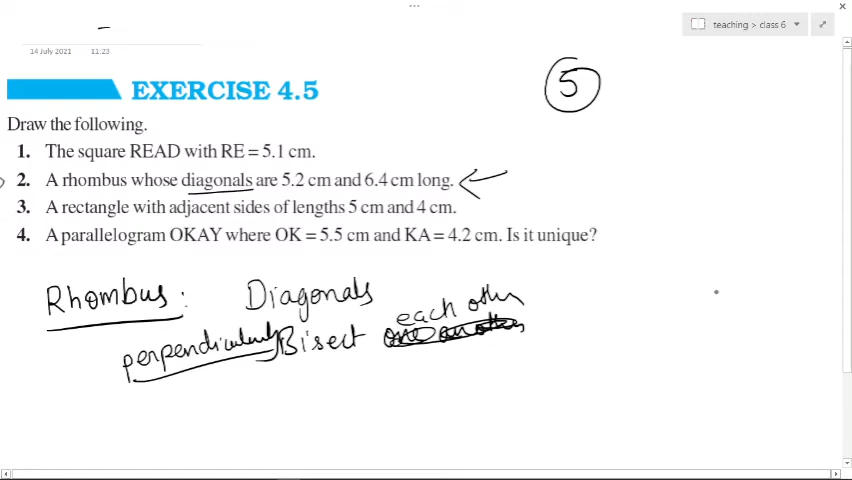 teaching > class 6
14 July 2021 11:23
EXERCISE 4.5
5
Draw the following.
1. The square READ with RE = 5.1 cm.
2. A rhombus whose diagonals are 5.2 cm and 6.4 cm long.
3. A rectangle with adjacent sides of lengths 5 cm and 4 cm.
4. A parallelogram OKAY where OK = 5.5 cm and KA = 4.2 cm. Is it unique?
Rhombus : Diagonals
each other
perpendicularly Bisect one another